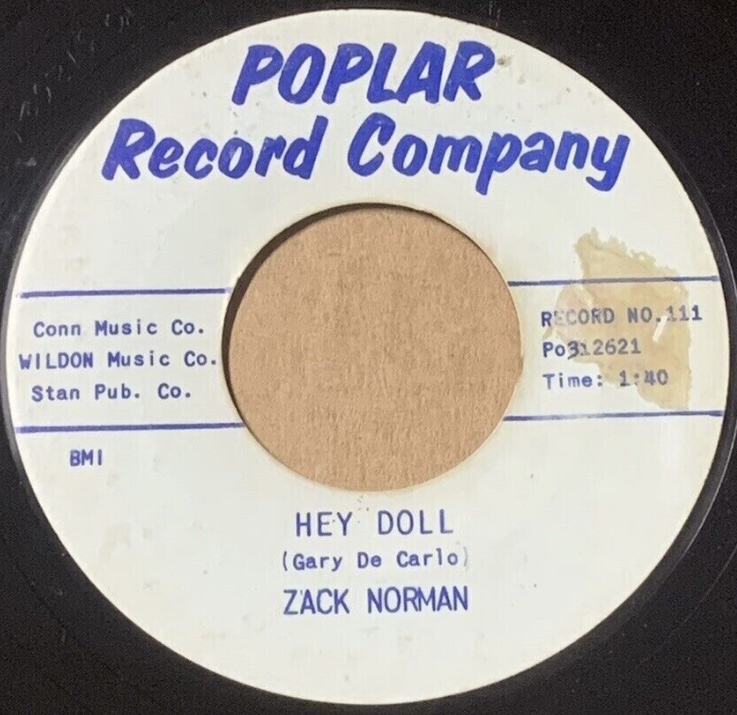 POPLAR
Record Company
Conn Music Co.
WILDON Music Co.
Stan Pub. Co.
BMI
RECORD NO.111
Po312621
Time: 1:40
HEY DOLL
(Gary De Carlo)
ZACK NORMAN